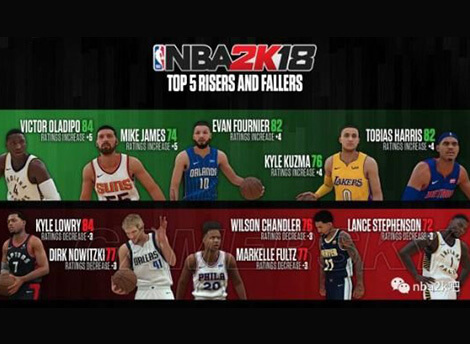 NBA2K18
TOP 5 RISERS AND FALLERS
VICTOR OLADIPO 84
RATINGS INCREASE +5
MIKE JAMES 74
RATINGS INCREASE +5
EVAN FOURNIER 82
RATINGS INCREASE +4
KYLE KUZMA 76
RATINGS INCREASE +4
TOBIAS HARRIS 82
RATINGS INCREASE +4
SUNS
55
ORLANDO
10
LAKERS
0
KYLE LOWRY 84
RATINGS DECREASE -3
DIRK NOWITZKI 77
RATINGS DECREASE -3
WILSON CHANDLER 76
RATINGS DECREASE -3
MARKELLE FULTZ 77
RATINGS DECREASE -3
LANCE STEPHENSON 72
RATINGS DECREASE -3
7
41
PHILA
20
nba2k吧